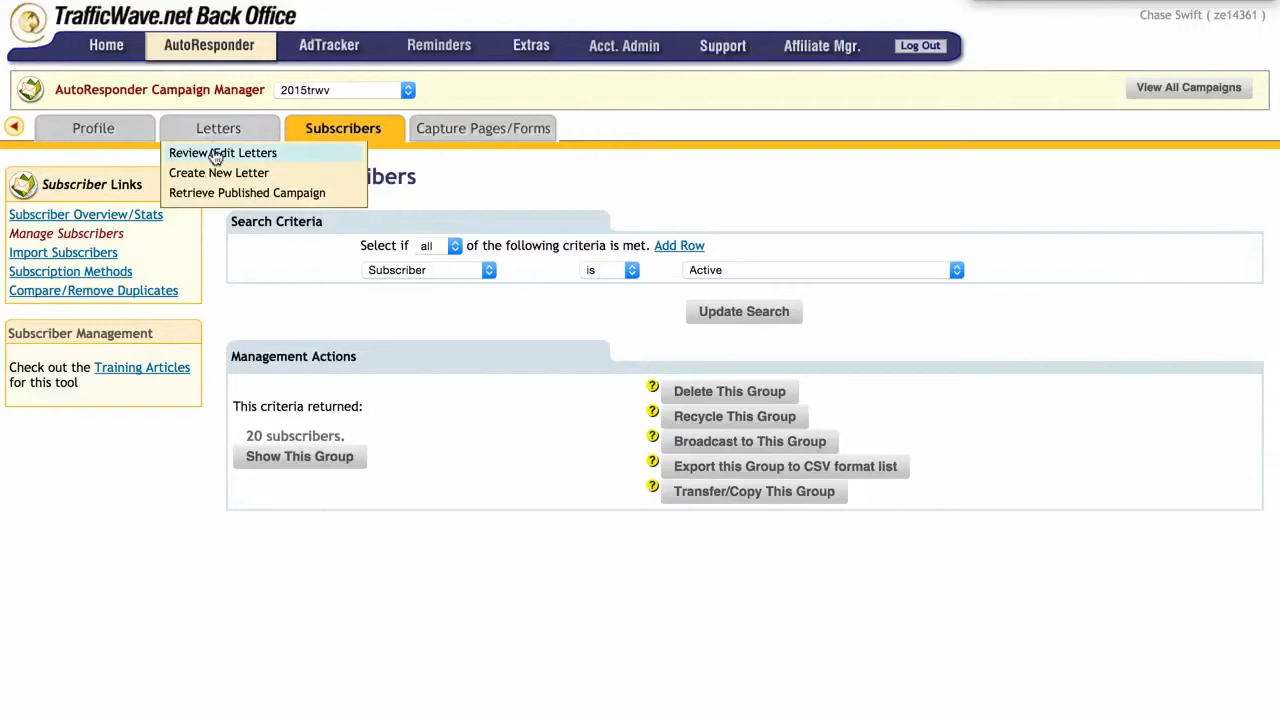 TrafficWave.net Back Office
Chase Swift ( ze14361 )
Home AutoResponder AdTracker Reminders Extras Acct. Admin Support Affiliate Mgr. Log Out
AutoResponder Campaign Manager 2015trwv View All Campaigns
Profile Letters Subscribers Capture Pages/Forms
Review/Edit Letters
Create New Letter
Retrieve Published Campaign
ibers
Subscriber Links
Subscriber Overview/Stats
Manage Subscribers
Import Subscribers
Subscription Methods
Compare/Remove Duplicates
Subscriber Management
Check out the Training Articles
for this tool
Search Criteria
Select if all of the following criteria is met. Add Row
Subscriber is Active
Update Search
Management Actions
This criteria returned:
20 subscribers.
Show This Group
? Delete This Group
? Recycle This Group
? Broadcast to This Group
? Export this Group to CSV format list
? Transfer/Copy This Group